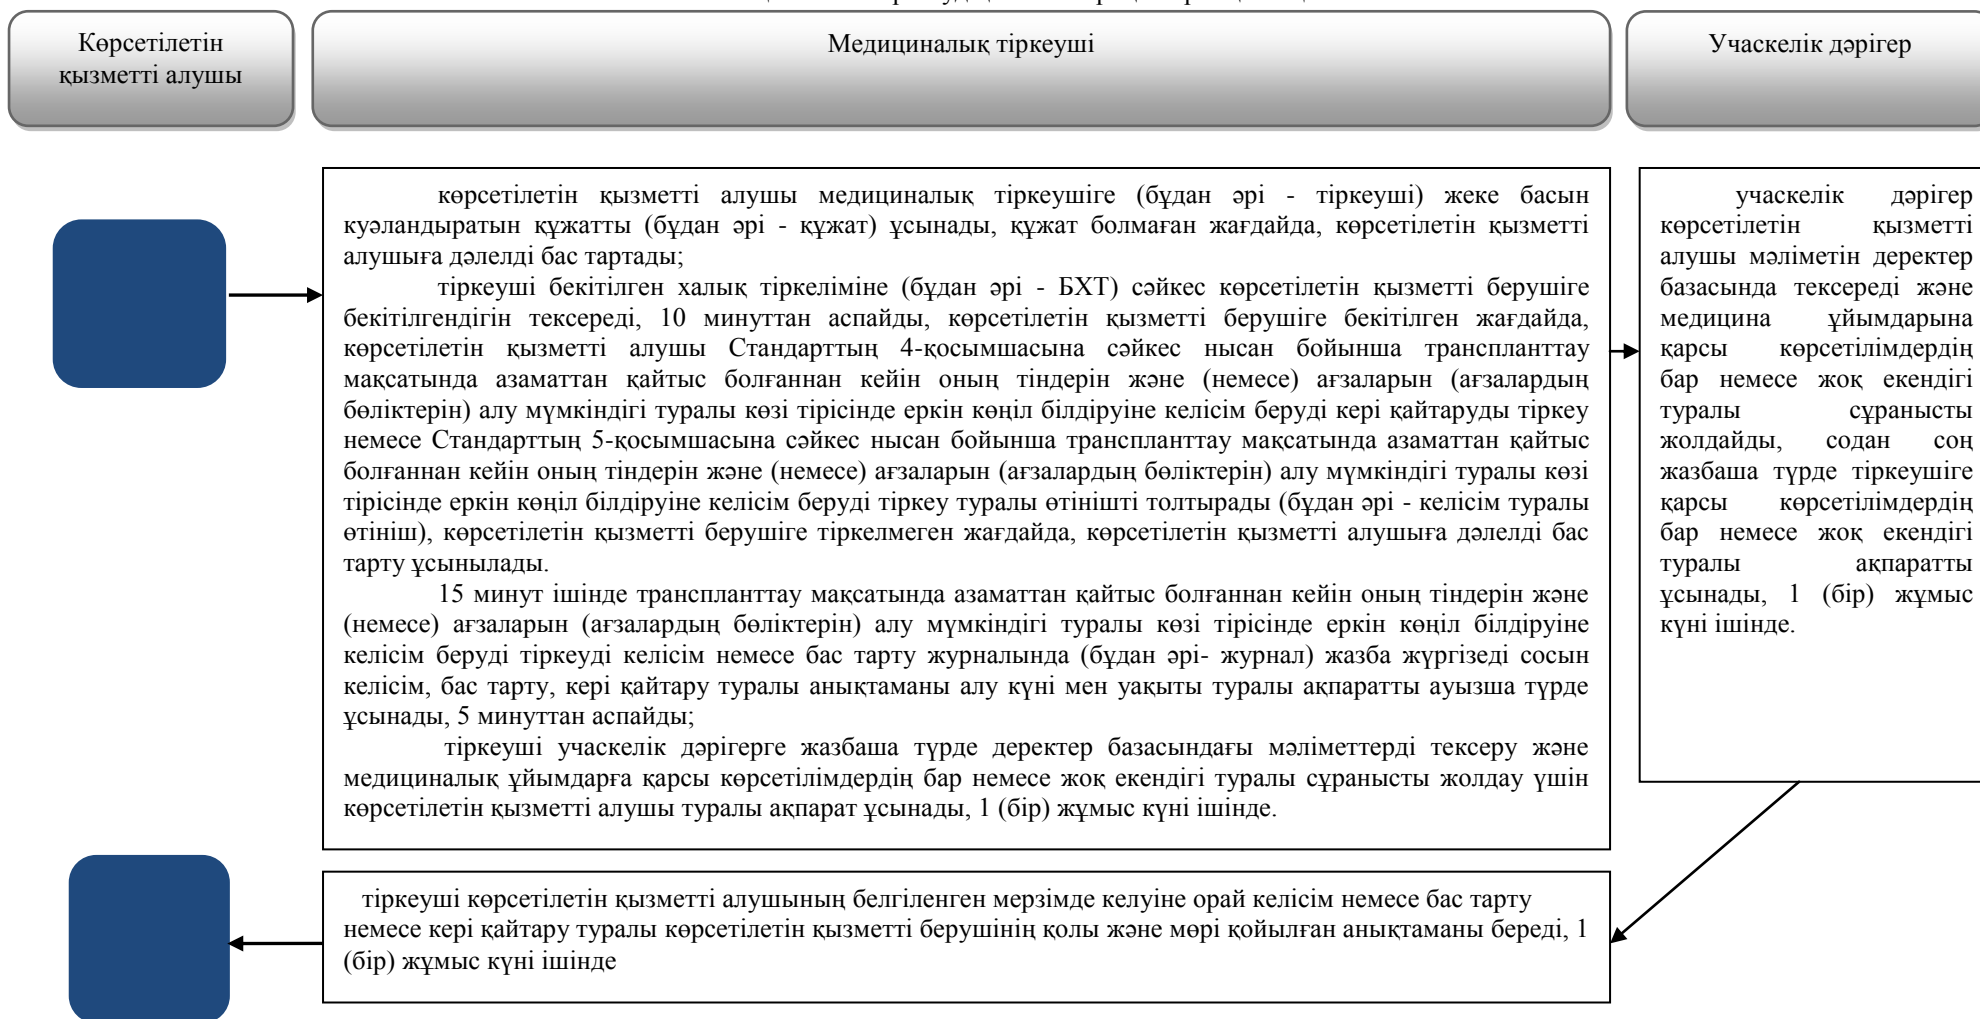 Көрсетілетін
қызметті алушы
Медициналық тіркеуші
Учаскелік дәрігер
көрсетілетін қызметті алушы медициналық тіркеушіге (бұдан әрі - тіркеуші) жеке басын
куәландыратын құжатты (бұдан әрі - құжат) ұсынады, құжат болмаған жағдайда, көрсетілетін қызметті
алушыға дәлелді бас тартады;
тіркеуші бекітілген халық тіркеліміне (бұдан әрі - БХТ) сәйкес көрсетілетін қызметті берушіге
бекітілгендігін тексереді, 10 минуттан аспайды, көрсетілетін қызметті берушіге бекітілген жағдайда,
көрсетілетін қызметті алушы Стандарттың 4-қосымшасына сәйкес нысан бойынша транспланттау
мақсатында азаматтан қайтыс болғаннан кейін оның тіндерін және (немесе) ағзаларын (ағзалардың
бөліктерін) алу мүмкіндігі туралы көзі тірісінде еркін көңіл білдіруіне келісім беруді кері қайтаруды тіркеу
немесе Стандарттың 5-қосымшасына сәйкес нысан бойынша транспланттау мақсатында азаматтан қайтыс
болғаннан кейін оның тіндерін және (немесе) ағзаларын (ағзалардың бөліктерін) алу мүмкіндігі туралы көзі
тірісінде еркін көңіл білдіруіне келісім беруді тіркеу туралы өтінішті толтырады (бұдан әрі - келісім туралы
өтініш), көрсетілетін қызметті берушіге тіркелмеген жағдайда, көрсетілетін қызметті алушыға дәлелді бас
тарту ұсынылады.
15 минут ішінде транспланттау мақсатында азаматтан қайтыс болғаннан кейін оның тіндерін және
(немесе) ағзаларын (ағзалардың бөліктерін) алу мүмкіндігі туралы көзі тірісінде еркін көңіл білдіруіне
келісім беруді тіркеуді келісім немесе бас тарту журналында (бұдан әрі- журнал) жазба жүргізеді сосын
келісім, бас тарту, кері қайтару туралы анықтаманы алу күні мен уақыты туралы ақпаратты ауызша түрде
ұсынады, 5 минуттан аспайды;
тіркеуші учаскелік дәрігерге жазбаша түрде деректер базасындағы мәліметтерді тексеру және
медициналық ұйымдарға қарсы көрсетілімдердің бар немесе жоқ екендігі туралы сұранысты жолдау үшін
көрсетілетін қызметті алушы туралы ақпарат ұсынады, 1 (бір) жұмыс күні ішінде.
учаскелік дәрігер
көрсетілетін қызметті
алушы мәліметін деректер
базасында тексереді және
медицина ұйымдарына
қарсы көрсетілімдердің
бар немесе жоқ екендігі
туралы сұранысты
жолдайды, содан соң
жазбаша түрде тіркеушіге
қарсы көрсетілімдердің
бар немесе жоқ екендігі
туралы ақпаратты
ұсынады, 1 (бір) жұмыс
күні ішінде.
тіркеуші көрсетілетін қызметті алушының белгіленген мерзімде келуіне орай келісім немесе бас тарту
немесе кері қайтару туралы көрсетілетін қызметті берушінің қолы және мөрі қойылған анықтаманы береді, 1
(бір) жұмыс күні ішінде